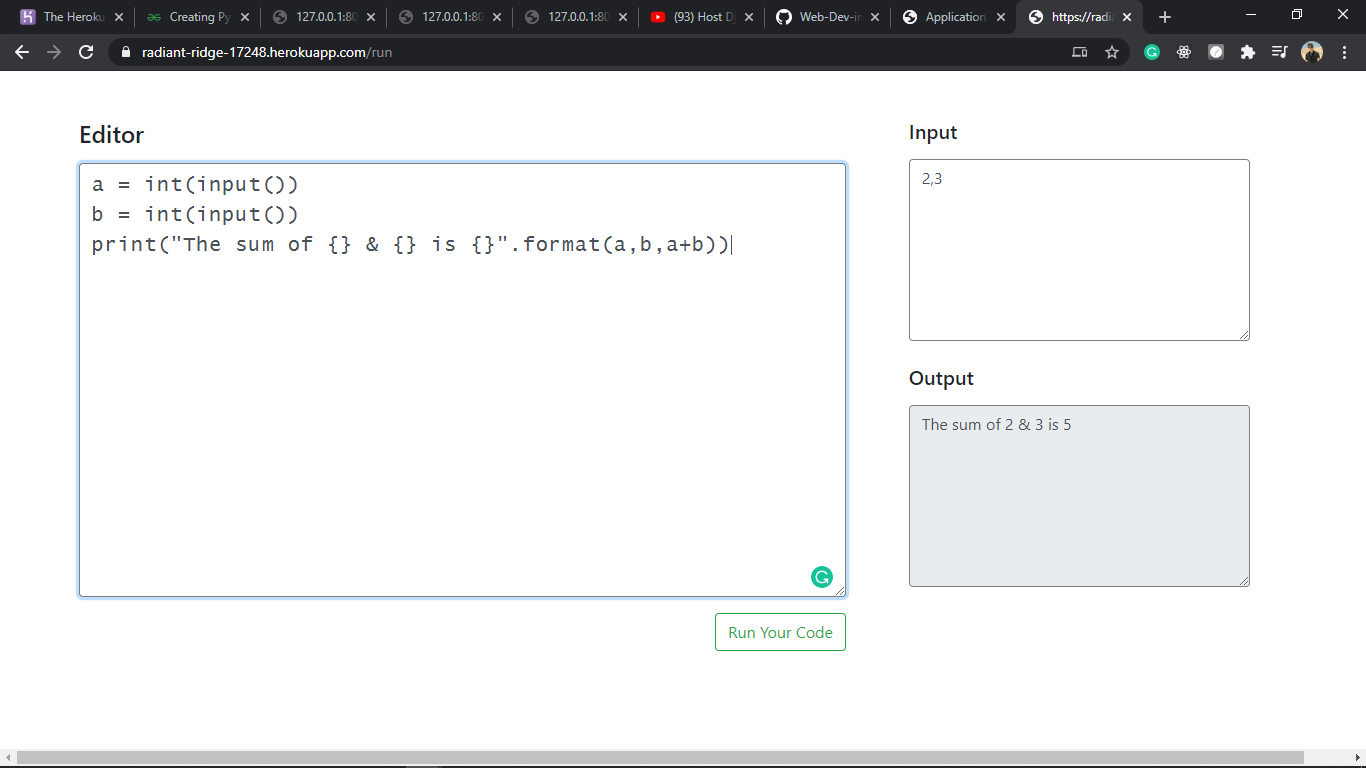 The Heroku
Creating Py
127.0.0.1:80
127.0.0.1:80
127.0.0.1:80
(93) Host Dj
Web-Dev-in
Application
https://radia
radiant-ridge-17248.herokuapp.com/run
Editor
a = int(input())
b = int(input())
print("The sum of {} & {} is {}".format(a,b,a+b))
Run Your Code
Input
2,3
Output
The sum of 2 & 3 is 5